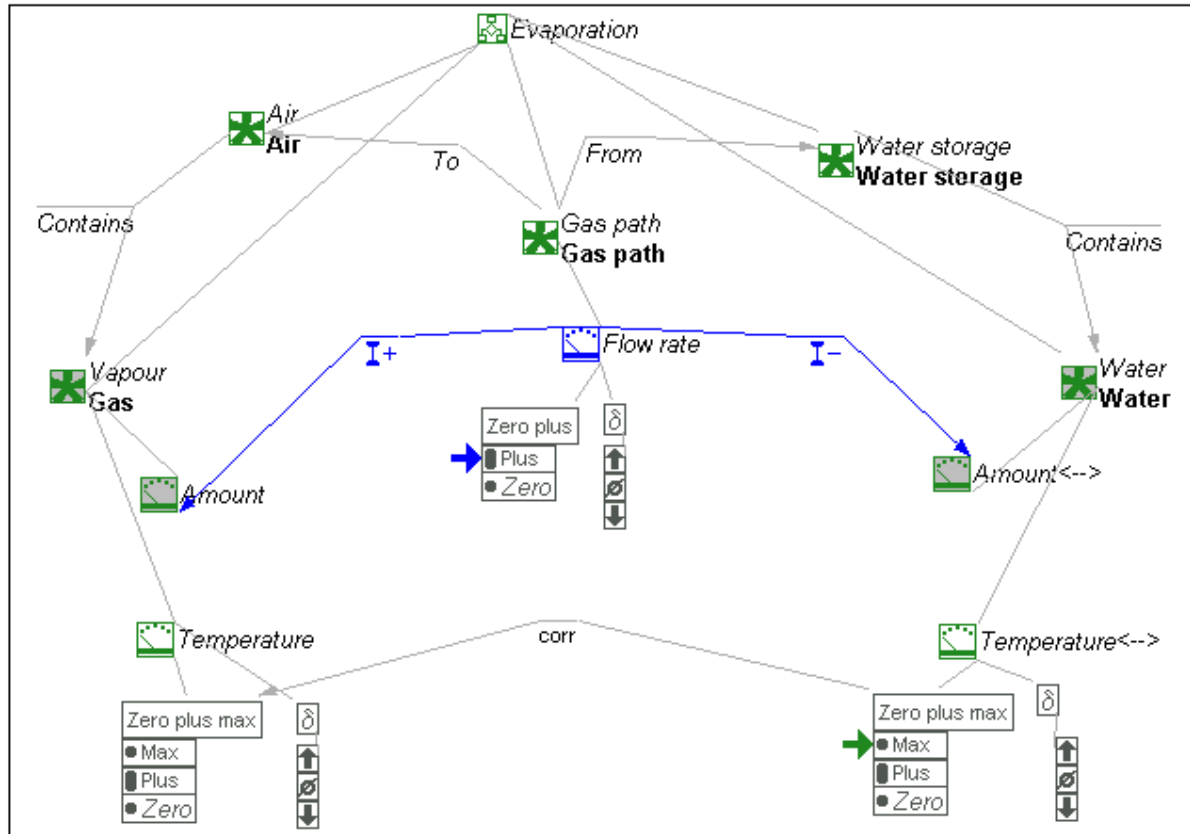 Evaporation
Air
Air
To
From
Water storage
Water storage
Contains
Gas path
Gas path
Contains
I+
Flow rate
I-
Vapour
Gas
Water
Water
Zero plus
δ
Plus
Zero
Amount
Amount<-->
Temperature
corr
Temperature<-->
Zero plus max
δ
Max
Plus
Zero
Zero plus max
δ
Max
Plus
Zero